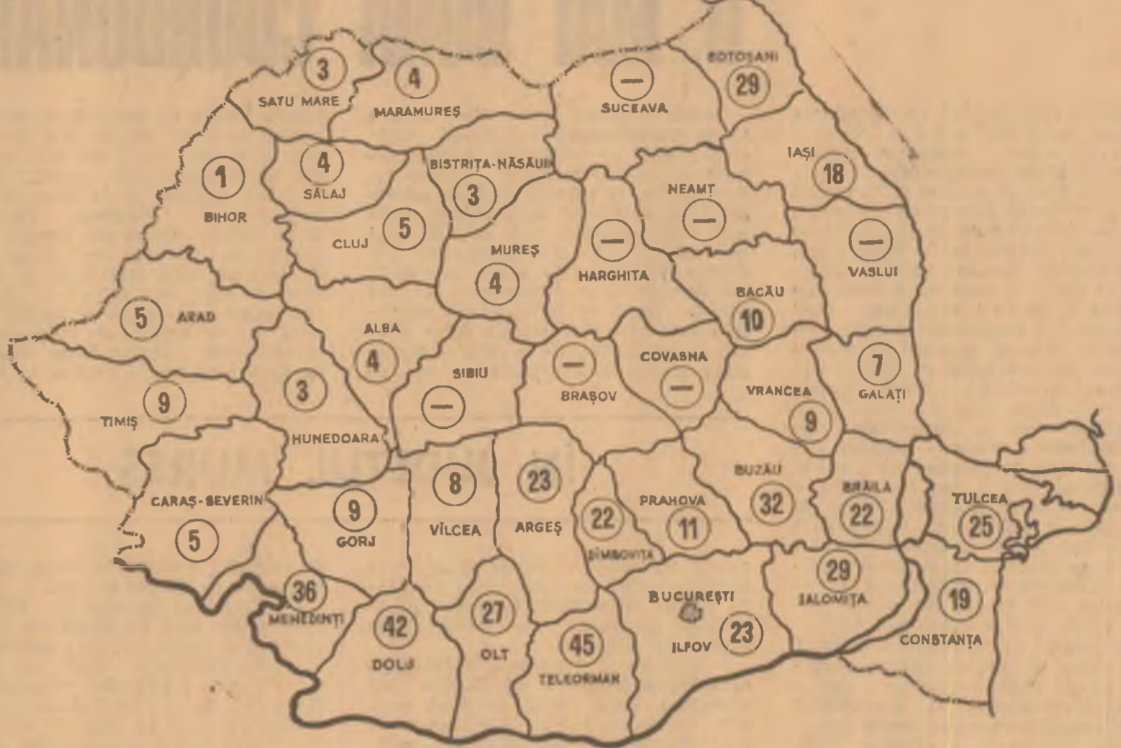 3
SATU MARE
4
MARAMUREȘ
—
SUCEAVA
BOTOȘANI
29
1
BIHOR
4
SĂLAJ
BISTRIȚA-NĂSĂUD
3
IAȘI
18
CLUJ
5
MUREȘ
4
—
HARGHITA
NEAMȚ
—
—
VASLUI
5
ARAD
ALBA
4
BACĂU
10
SIBIU
—
—
BRAȘOV
COVASNA
—
VRANCEA
9
7
GALAȚI
TIMIȘ
9
3
HUNEDOARA
CARAȘ-SEVERIN
5
9
GORJ
8
VÎLCEA
23
ARGEȘ
22
DÎMBOVIȚA
PRAHOVA
11
BUZĂU
32
BRĂILA
22
TULCEA
25
36
MEHEDINȚI
42
DOLJ
27
OLT
45
TELEORMAN
BUCUREȘTI
ILFOV
23
29
IALOMIȚA
19
CONSTANȚA